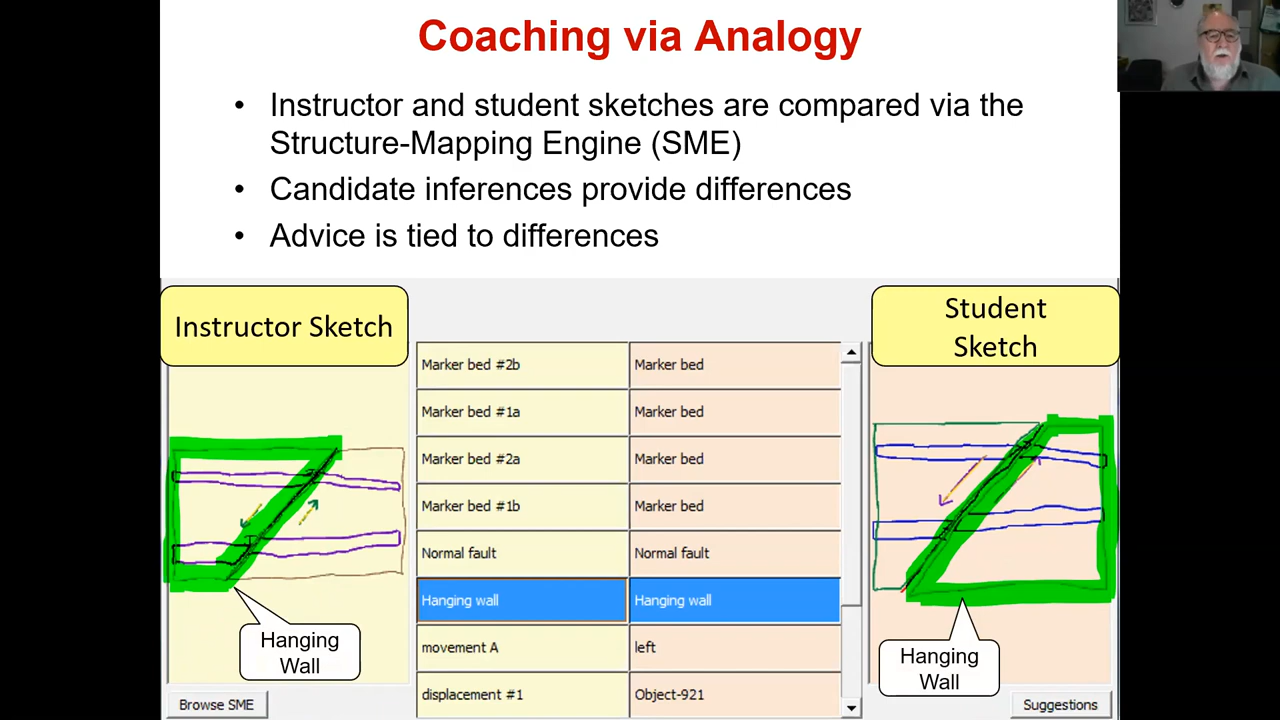 Coaching via Analogy
• Instructor and student sketches are compared via the
Structure-Mapping Engine (SME)
• Candidate inferences provide differences
• Advice is tied to differences
Instructor Sketch
Student
Sketch
Marker bed #2b Marker bed
Marker bed #1a Marker bed
Marker bed #2a Marker bed
Marker bed #1b Marker bed
Normal fault Normal fault
Hanging wall Hanging wall
movement A left
displacement #1 Object-921
Hanging
Wall
Hanging
Wall
Browse SME
Suggestions